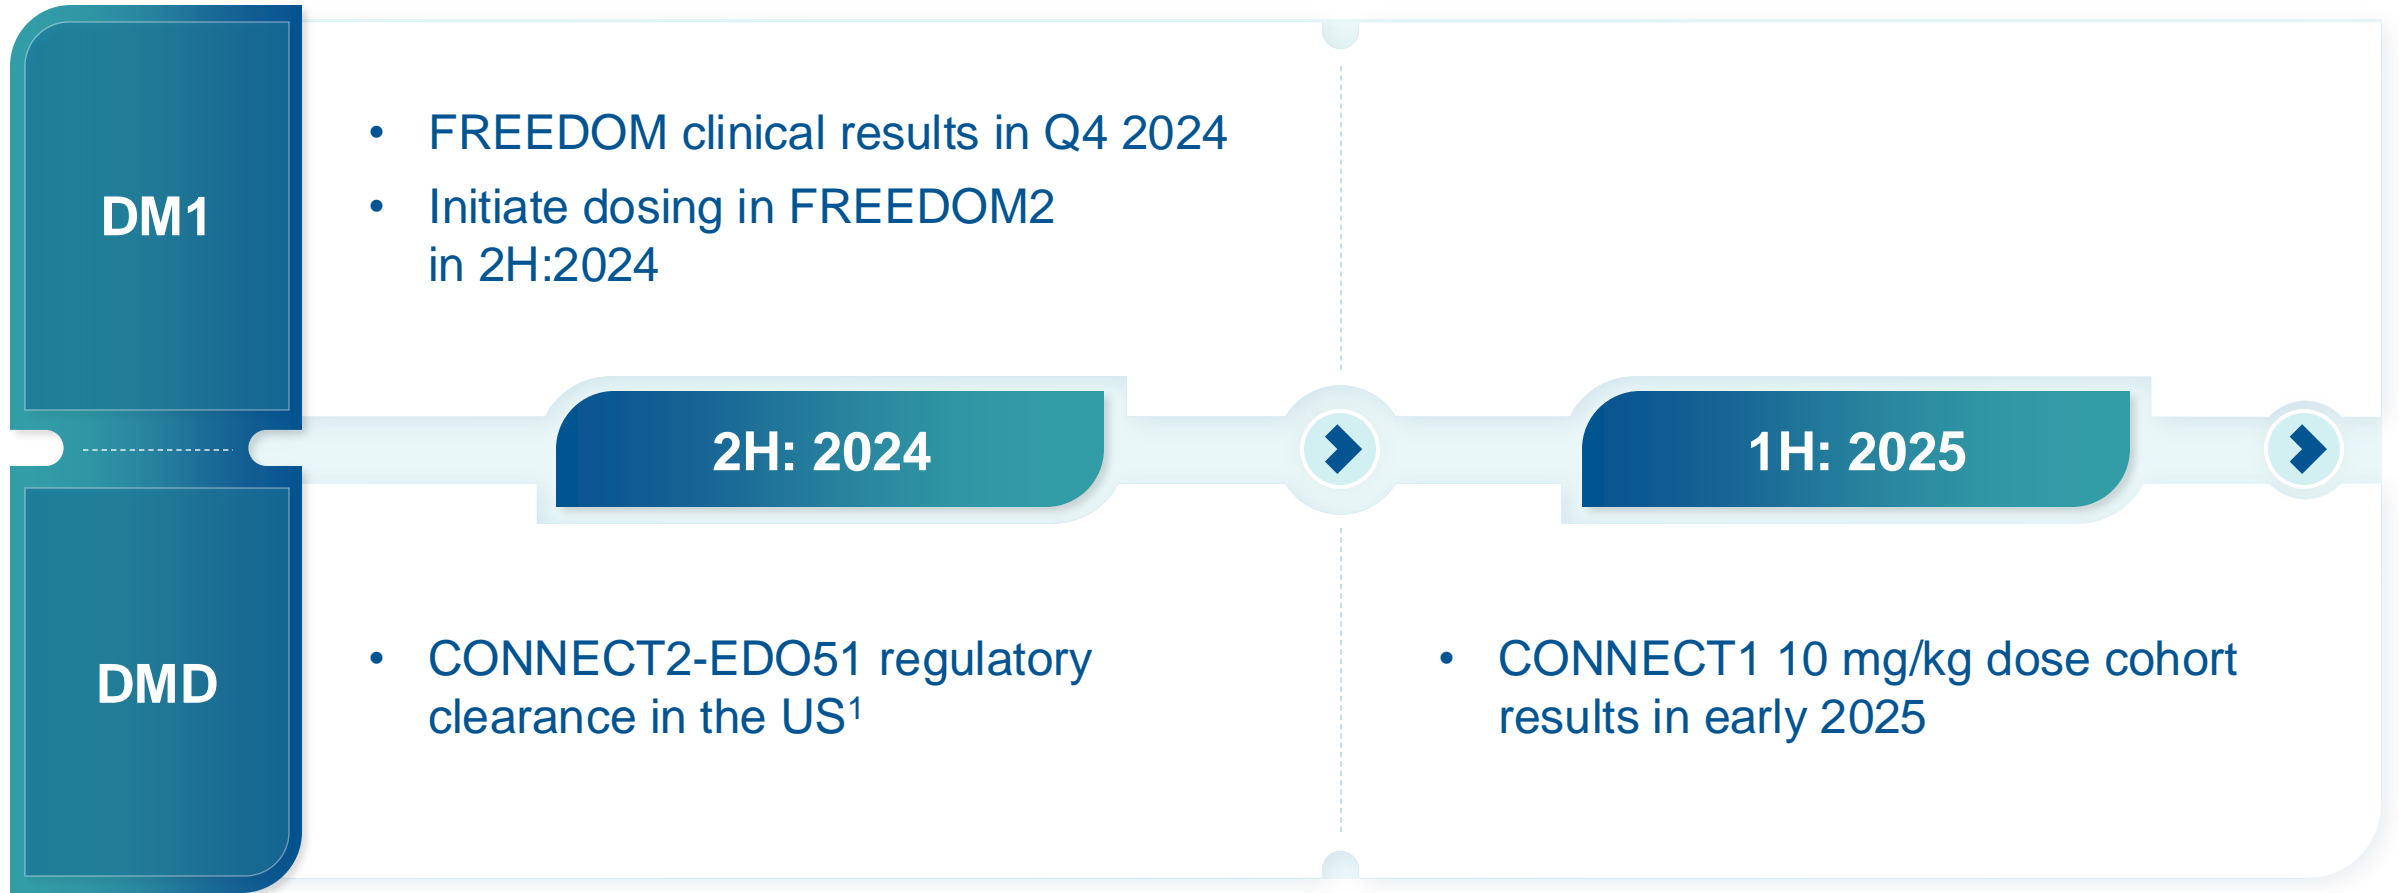 DM1
• FREEDOM clinical results in Q4 2024
• Initiate dosing in FREEDOM2
in 2H:2024
2H: 2024
1H: 2025
DMD
• CONNECT2-EDO51 regulatory
clearance in the US¹
• CONNECT1 10 mg/kg dose cohort
results in early 2025